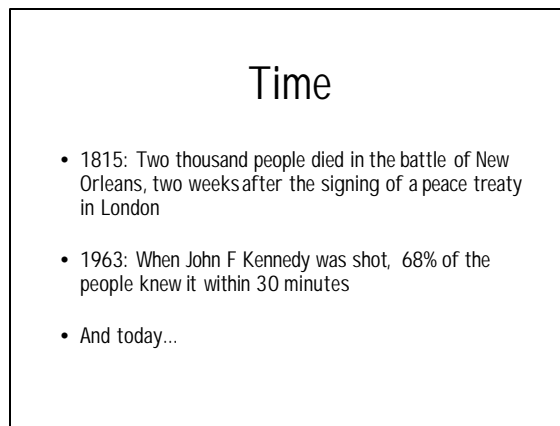 Time
• 1815: Two thousand people died in the battle of New
Orleans, two weeks after the signing of a peace treaty
in London
• 1963: When John F Kennedy was shot, 68% of the
people knew it within 30 minutes
• And today...